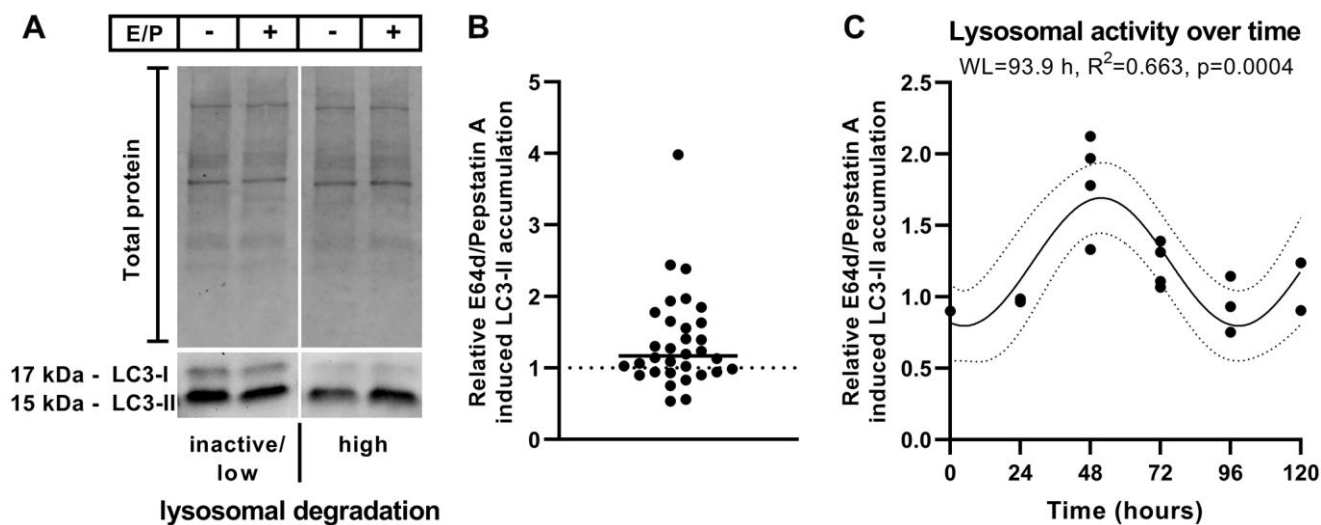 A
E/P - + - +
Total protein
17 kDa - LC3-I
15 kDa - LC3-II
inactive/
low
high
lysosomal degradation
B
Relative E64d/Pepstatin A
induced LC3-II accumulation
5
4
3
2
1
0
C
Lysosomal activity over time
WL=93.9 h, R²=0.663, p=0.0004
Relative E64d/Pepstatin A
induced LC3-II accumulation
2.5
2.0
1.5
1.0
0.5
0.0
0 24 48 72 96 120
Time (hours)